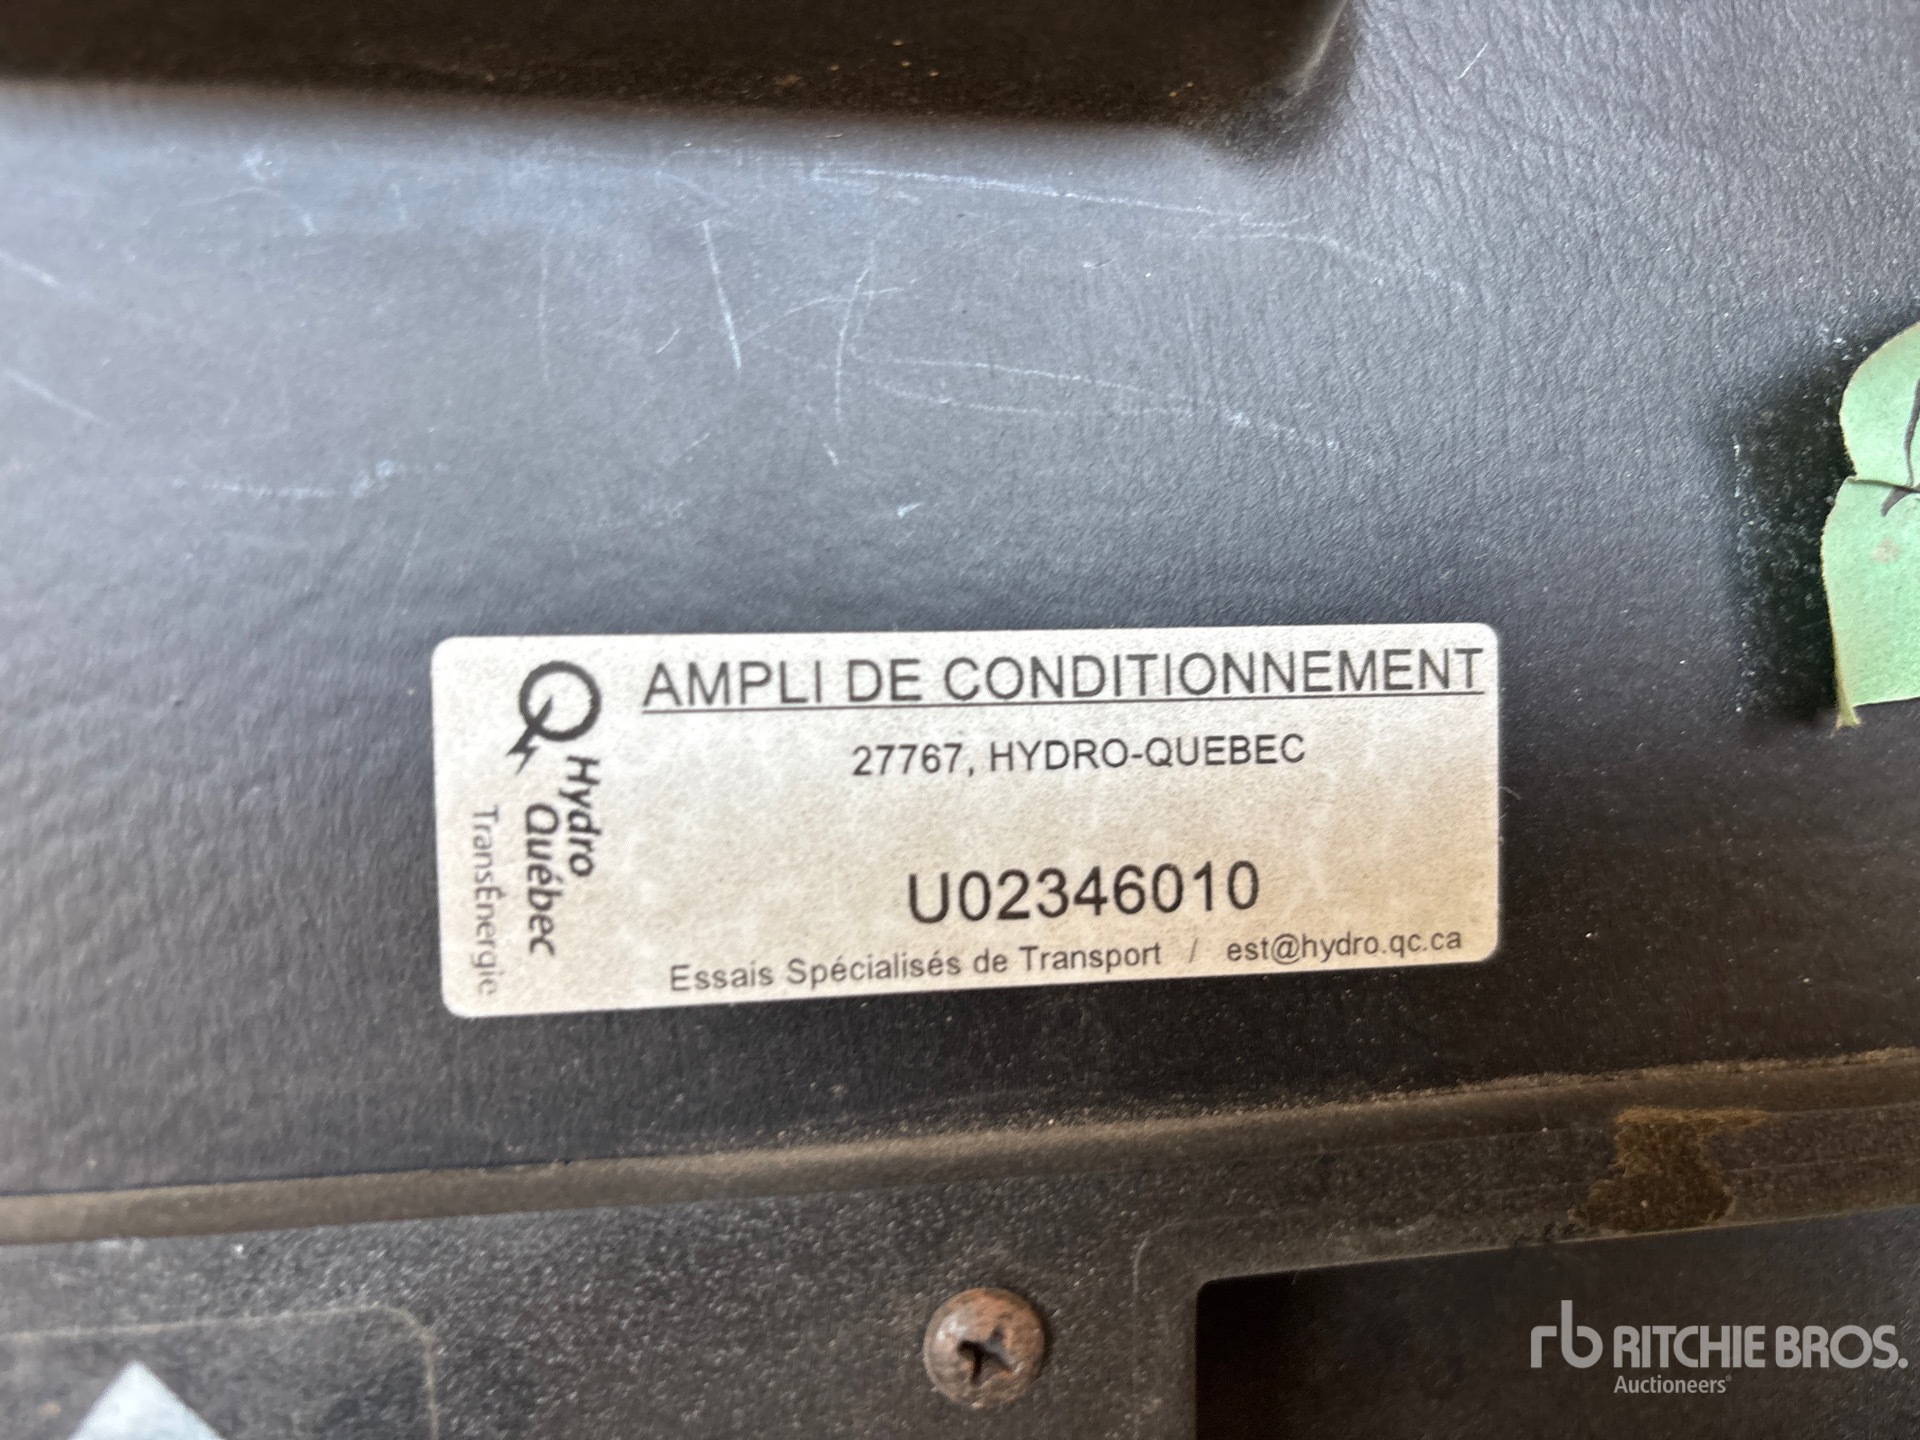 AMPLI DE CONDITIONNEMENT
27767, HYDRO-QUEBEC
U02346010
Essais Spécialisés de Transport / est@hydro.qc.ca
Hydro
Québec
TransÉnergie
rb RITCHIE BROS.
Auctioneers